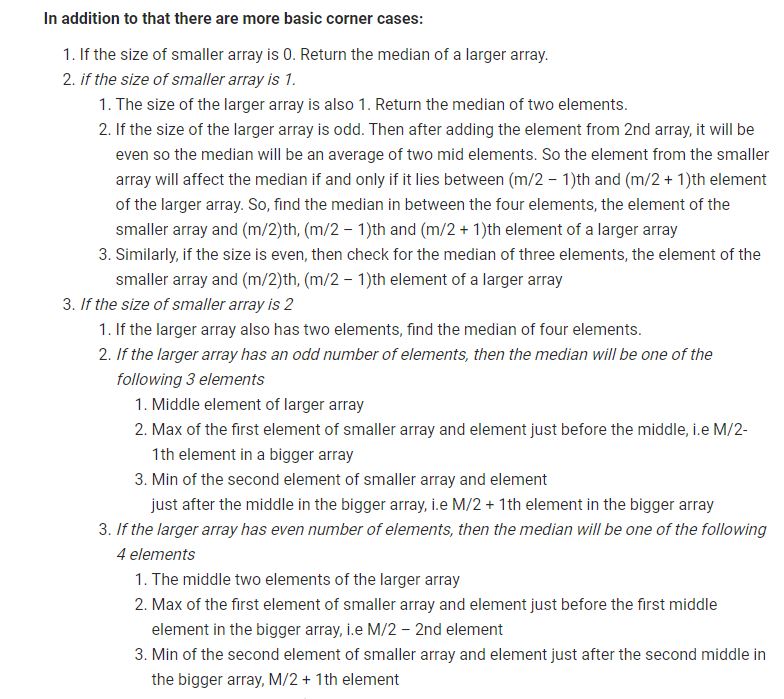 In addition to that there are more basic corner cases:
1. If the size of smaller array is 0. Return the median of a larger array.
2. if the size of smaller array is 1.
1. The size of the larger array is also 1. Return the median of two elements.
2. If the size of the larger array is odd. Then after adding the element from 2nd array, it will be
even so the median will be an average of two mid elements. So the element from the smaller
array will affect the median if and only if it lies between (m/2 – 1)th and (m/2 + 1)th element
of the larger array. So, find the median in between the four elements, the element of the
smaller array and (m/2)th, (m/2 – 1)th and (m/2 + 1)th element of a larger array
3. Similarly, if the size is even, then check for the median of three elements, the element of the
smaller array and (m/2)th, (m/2 – 1)th element of a larger array
3. If the size of smaller array is 2
1. If the larger array also has two elements, find the median of four elements.
2. If the larger array has an odd number of elements, then the median will be one of the
following 3 elements
1. Middle element of larger array
2. Max of the first element of smaller array and element just before the middle, i.e M/2-
1th element in a bigger array
3. Min of the second element of smaller array and element
just after the middle in the bigger array, i.e M/2 + 1th element in the bigger array
3. If the larger array has even number of elements, then the median will be one of the following
4 elements
1. The middle two elements of the larger array
2. Max of the first element of smaller array and element just before the first middle
element in the bigger array, i.e M/2 – 2nd element
3. Min of the second element of smaller array and element just after the second middle in
the bigger array, M/2 + 1th element